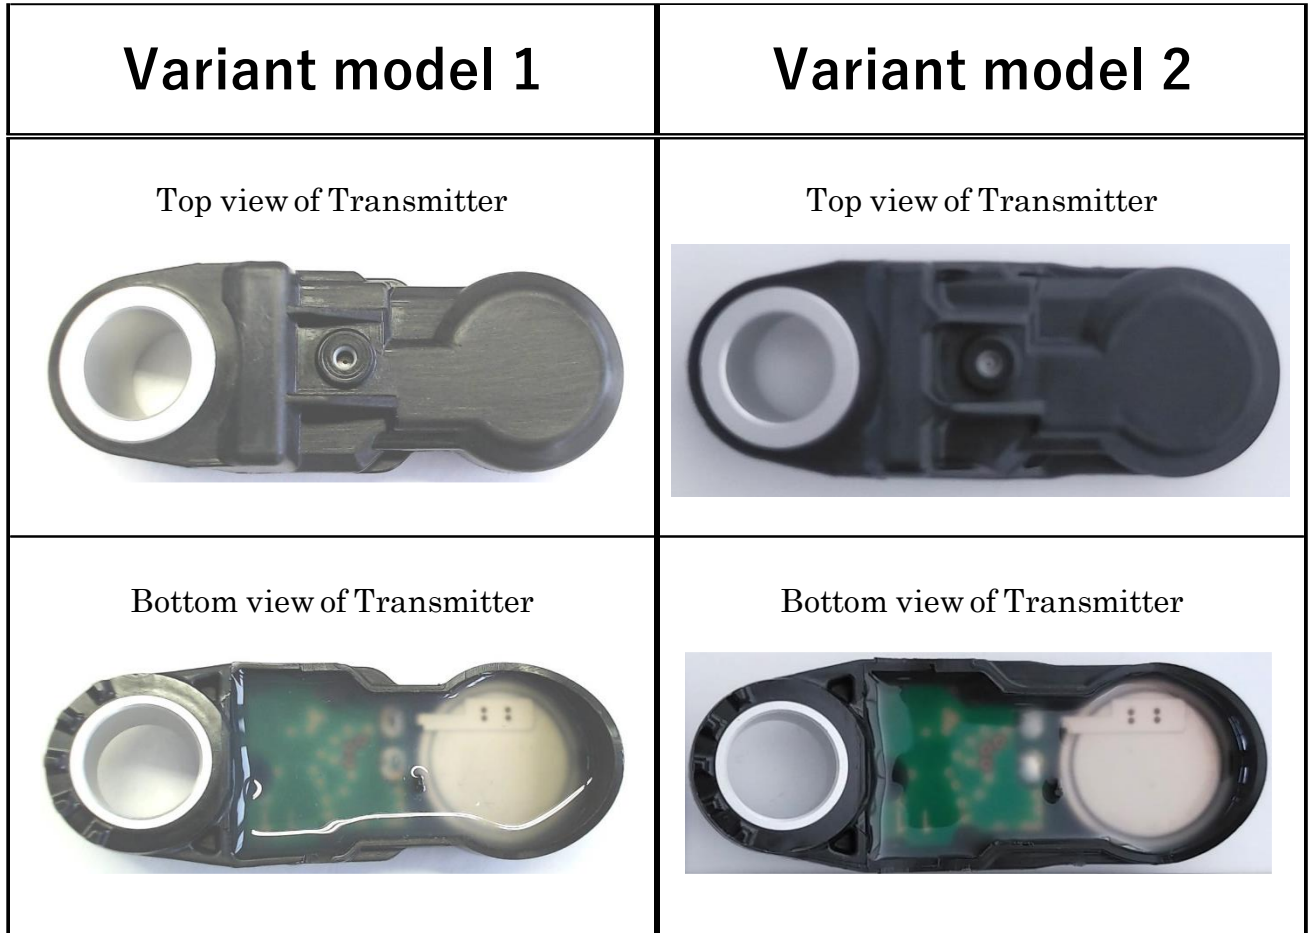 Variant model 1
Variant model 2
Top view of Transmitter
Top view of Transmitter
Bottom view of Transmitter
Bottom view of Transmitter